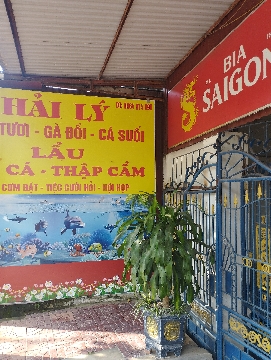 HẢI LÝ
TƯƠI - GÀ ĐỒI - CÁ SUỐI
LẨU
CÁ - THẬP CẨM
CƠM ĐẶT - TIỆC CƯỚI HỎI - HỘI HỌP
BIA
SAIGON